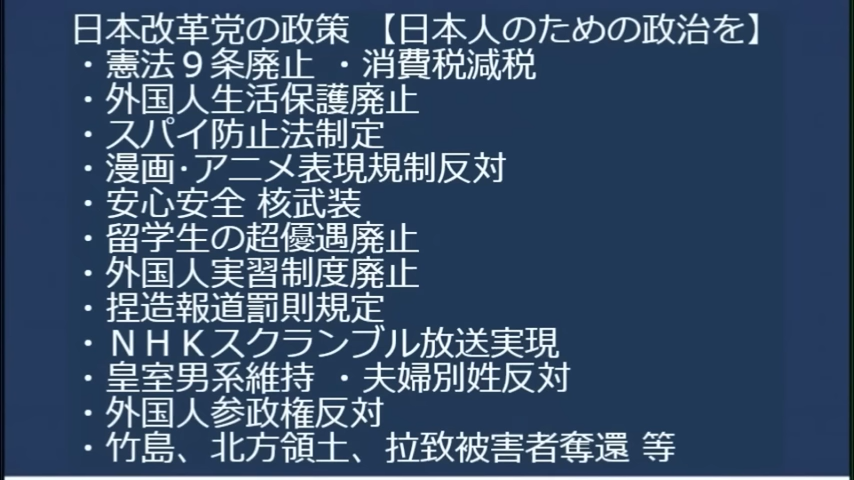 日本改革党の政策 【日本人のための政治を】
・憲法９条廃止 ・消費税減税
・外国人生活保護廃止
・スパイ防止法制定
・漫画･アニメ表現規制反対
・安心安全 核武装
・留学生の超優遇廃止
・外国人実習制度廃止
・捏造報道罰則規定
・ＮＨＫスクランブル放送実現
・皇室男系維持 ・夫婦別姓反対
・外国人参政権反対
・竹島、北方領土、拉致被害者奪還 等